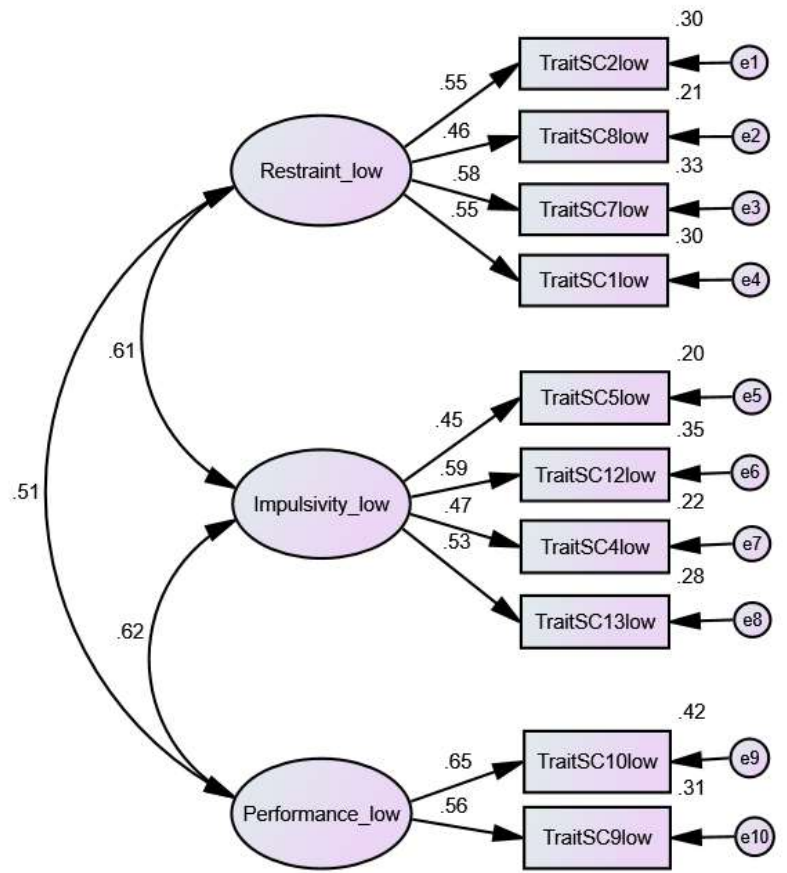 .30
.55
TraitSC2low
e1
.21
.46
TraitSC8low
e2
.33
Restraint_low
.58
TraitSC7low
e3
.30
.55
TraitSC1low
e4
.61
.20
.45
TraitSC5low
e5
.35
.59
TraitSC12low
e6
.22
Impulsivity_low
.47
TraitSC4low
e7
.51
.28
.53
TraitSC13low
e8
.62
.42
.65
TraitSC10low
e9
.31
Performance_low
.56
TraitSC9low
e10